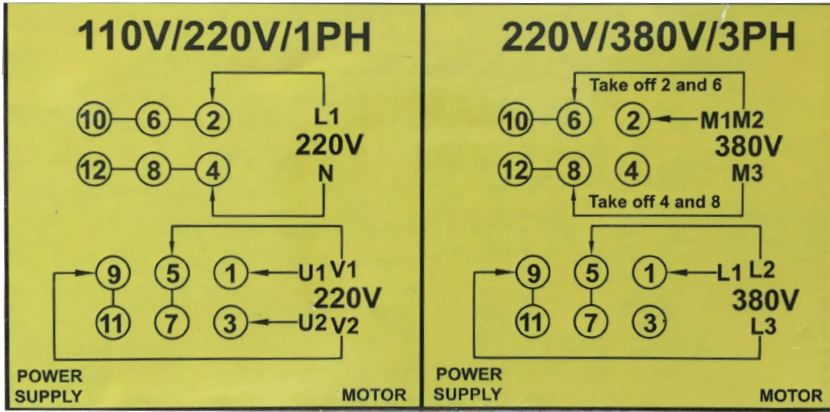 110V/220V/1PH
L1
10 6 2
220V
12 8 4
N
9 5 1 U1 V1
220V
11 7 3 U2 V2
POWER
SUPPLY
MOTOR
220V/380V/3PH
Take off 2 and 6
10 6 2 M1 M2
380V
12 8 4 M3
Take off 4 and 8
9 5 1 L1 L2
380V
11 7 3 L3
POWER
SUPPLY
MOTOR